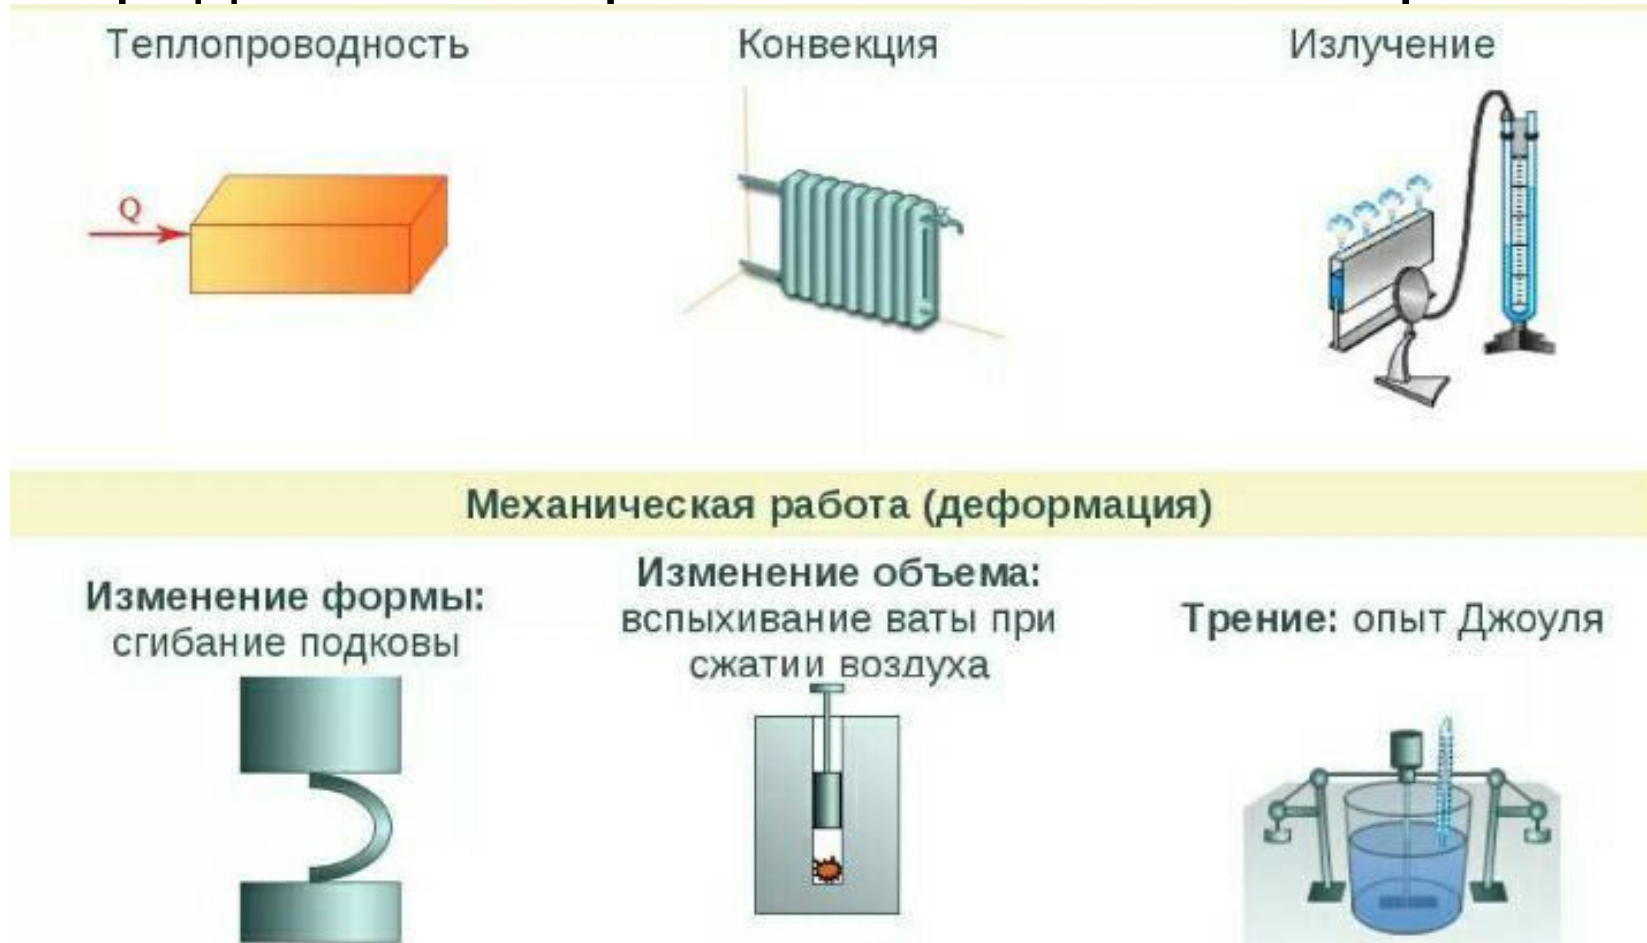 Теплопроводность
Конвекция
Излучение
Q
Механическая работа (деформация)
Изменение формы:
сгибание подковы
Изменение объема:
вспыхивание ваты при
сжатии воздуха
Трение: опыт Джоуля